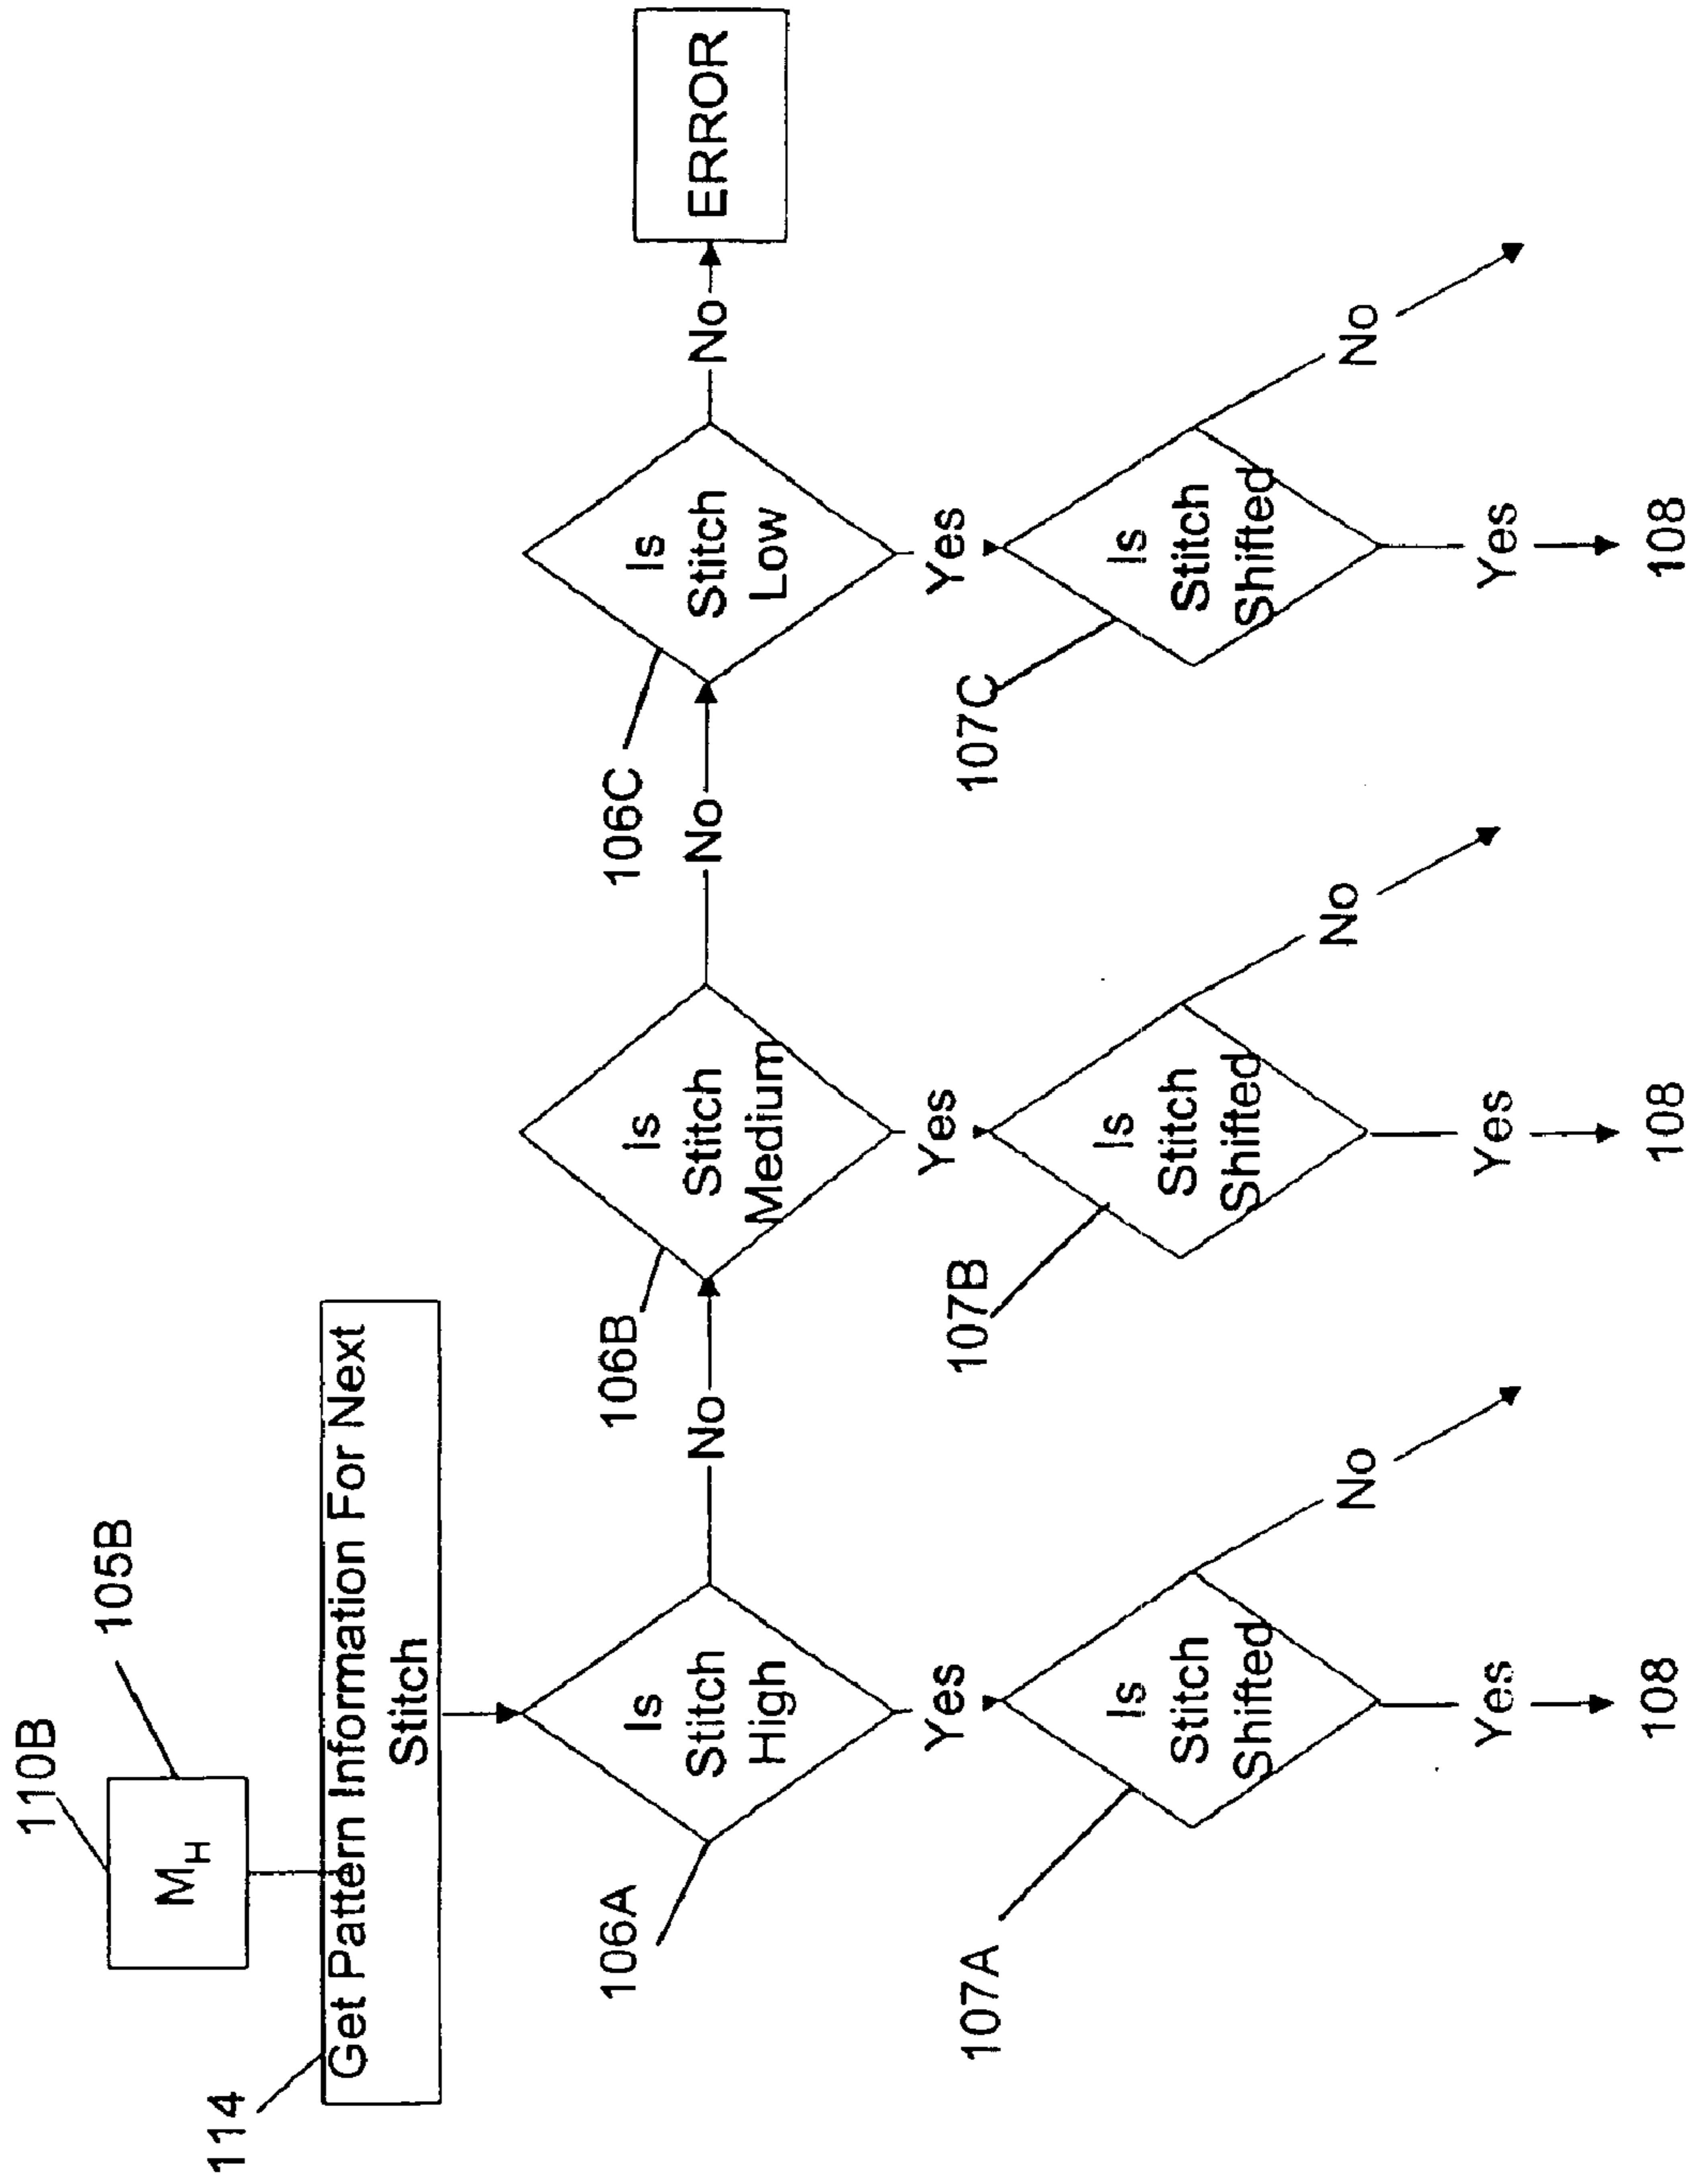 110B
105B
M_H
114
Get Pattern Information For Next
Stitch
106A
Is
Stitch
High
No
106B
is
Stitch
Medium
No
106C
Is
Stitch
Low
No
ERROR
Yes
Yes
Yes
107A
Is
Stitch
Shifted
No
107B
Is
Stitch
Shifted
No
107C
Is
Stitch
Shifted
No
Yes
Yes
Yes
108
108
108